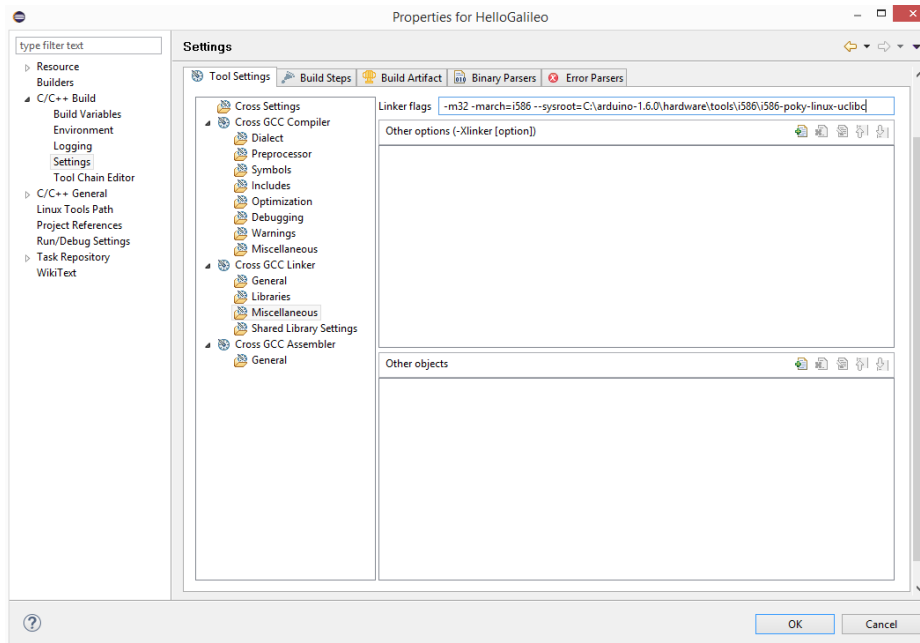 Properties for HelloGalileo
type filter text
Resource
Builders
C/C++ Build
Build Variables
Environment
Logging
Settings
Tool Chain Editor
C/C++ General
Linux Tools Path
Project References
Run/Debug Settings
Task Repository
WikiText
Settings
Tool Settings
Build Steps
Build Artifact
Binary Parsers
Error Parsers
Cross Settings
Cross GCC Compiler
Dialect
Preprocessor
Symbols
Includes
Optimization
Debugging
Warnings
Miscellaneous
Cross GCC Linker
General
Libraries
Miscellaneous
Shared Library Settings
Cross GCC Assembler
General
Linker flags -m32 -march=i586 --sysroot=C:\arduino-1.6.0\hardware\tools\i586\i586-poky-linux-uclibc
Other options (-Xlinker [option])
Other objects
OK
Cancel